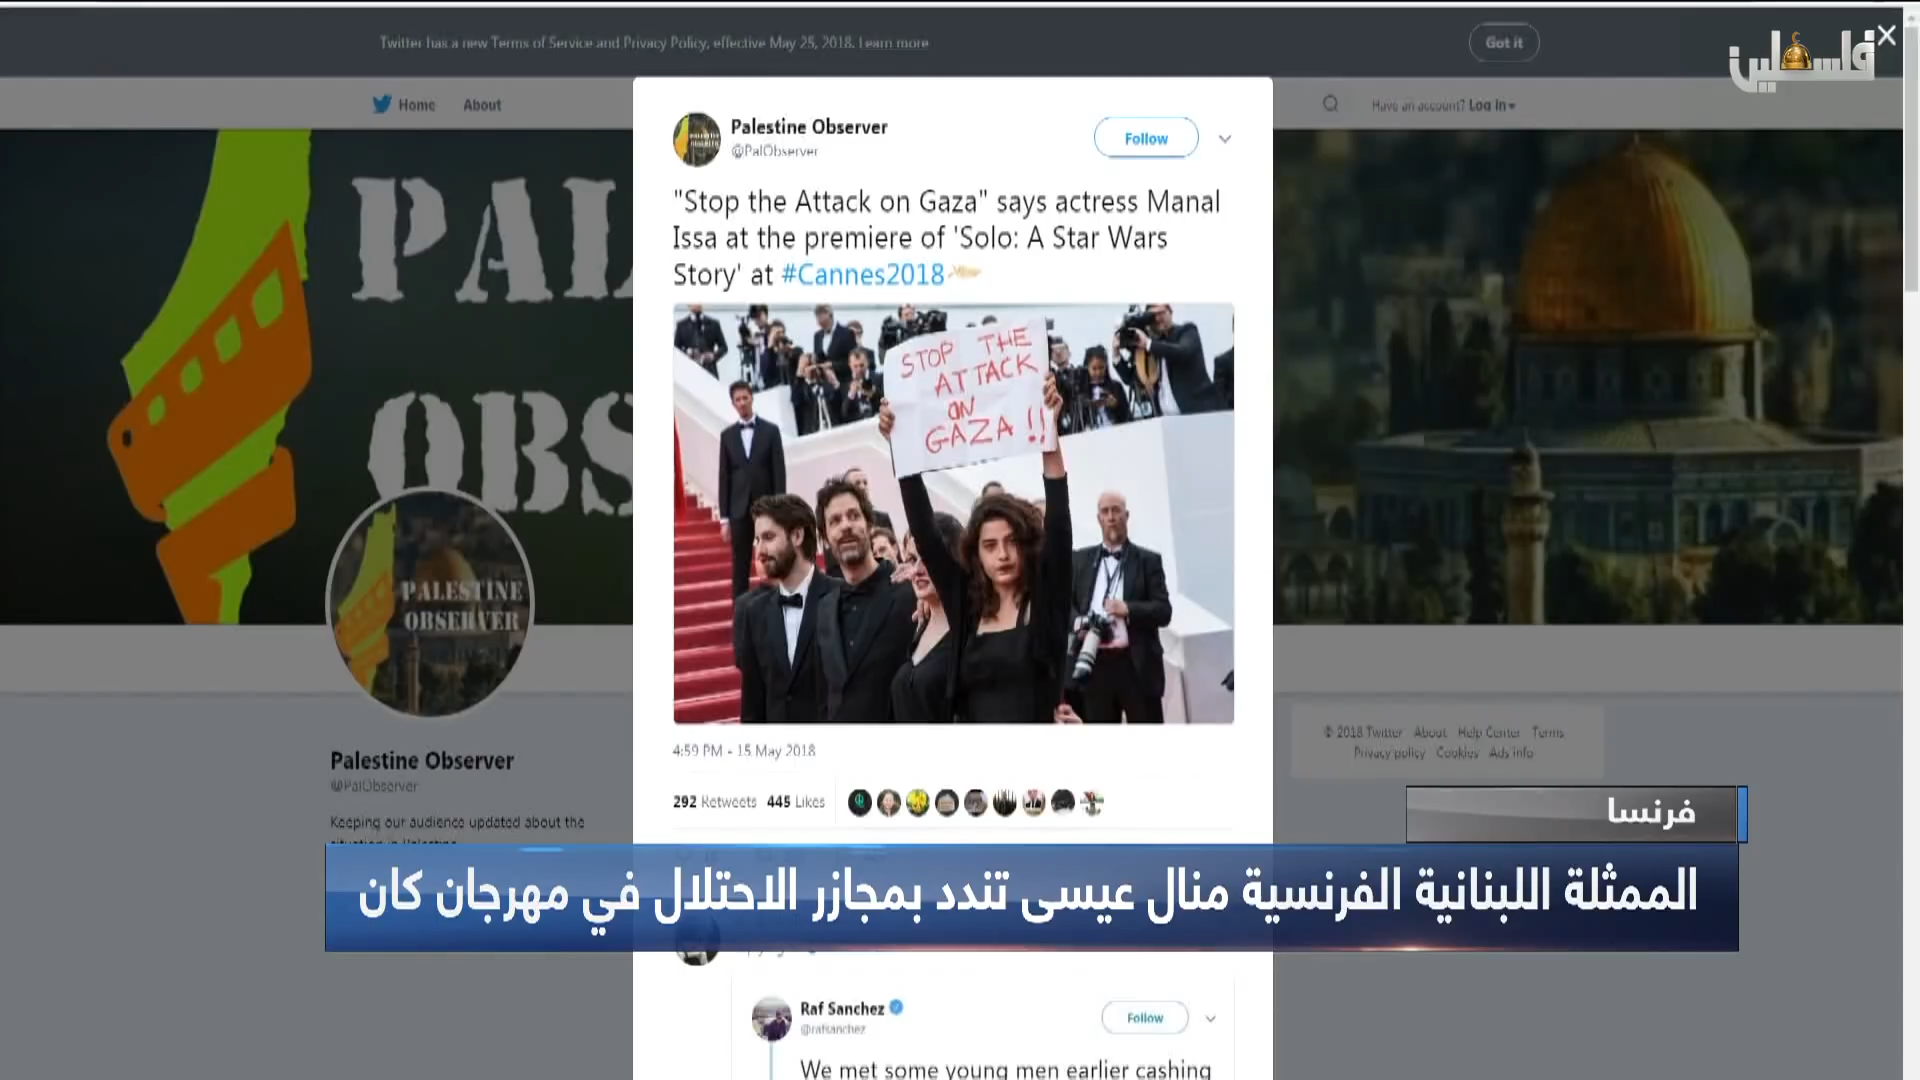 Twitter has a new Terms of Service and Privacy Policy, effective May 25, 2018. Learn more
Got it
فلسطين
Home About
Have an account? Log in
PAL
OBS
PALESTINE
OBSERVER
Palestine Observer
@PalObserver
Keeping our audience updated about the
Palestine Observer
@PalObserver
Follow
"Stop the Attack on Gaza" says actress Manal
Issa at the premiere of 'Solo: A Star Wars
Story' at #Cannes2018
STOP THE
ATTACK
ON
GAZA !!
4:59 PM - 15 May 2018
292 Retweets 445 Likes
© 2018 Twitter About Help Center Terms
Privacy policy Cookies Ads info
فرنسا
الممثلة اللبنانية الفرنسية منال عيسى تندد بمجازر الاحتلال في مهرجان كان
Raf Sanchez
@rafsanchez
Follow
We met some young men earlier cashing